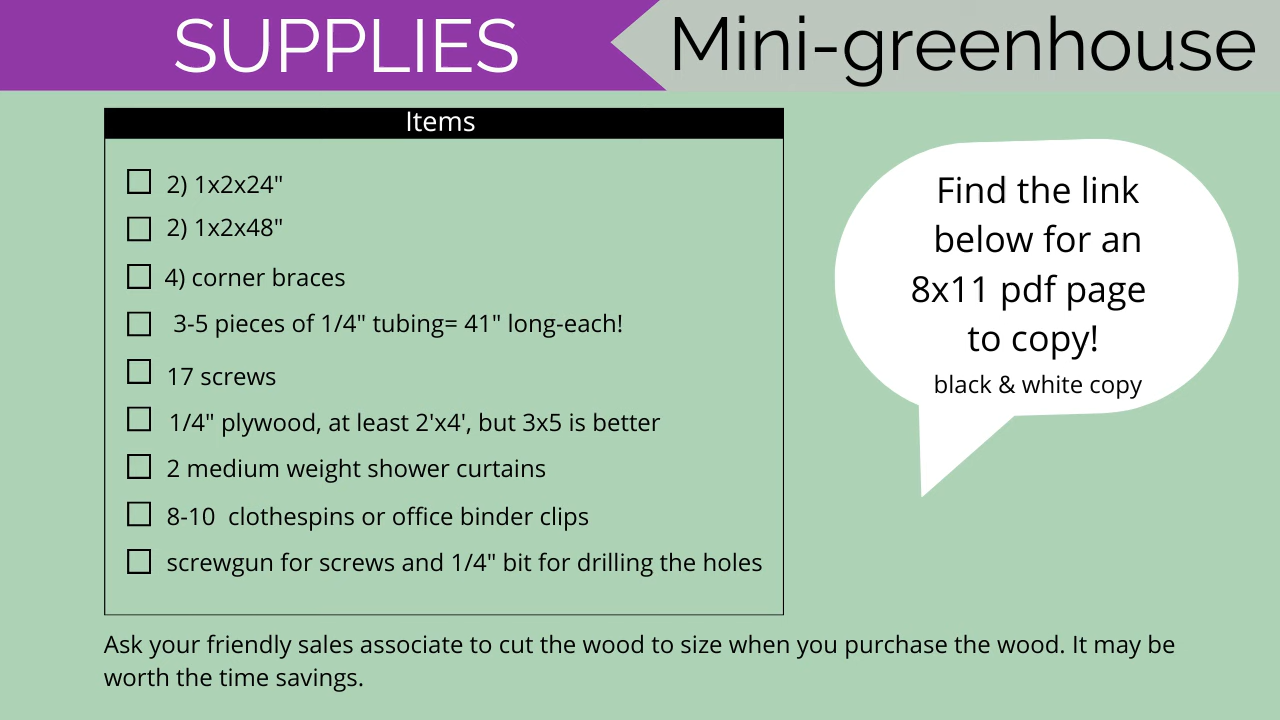 SUPPLIES
Mini-greenhouse
Items
2) 1x2x24"
2) 1x2x48"
4) corner braces
3-5 pieces of 1/4" tubing= 41" long-each!
17 screws
1/4" plywood, at least 2'x4', but 3x5 is better
2 medium weight shower curtains
8-10  clothespins or office binder clips
screwgun for screws and 1/4" bit for drilling the holes
Find the link
below for an
8x11 pdf page
to copy!
black & white copy
Ask your friendly sales associate to cut the wood to size when you purchase the wood. It may be
worth the time savings.